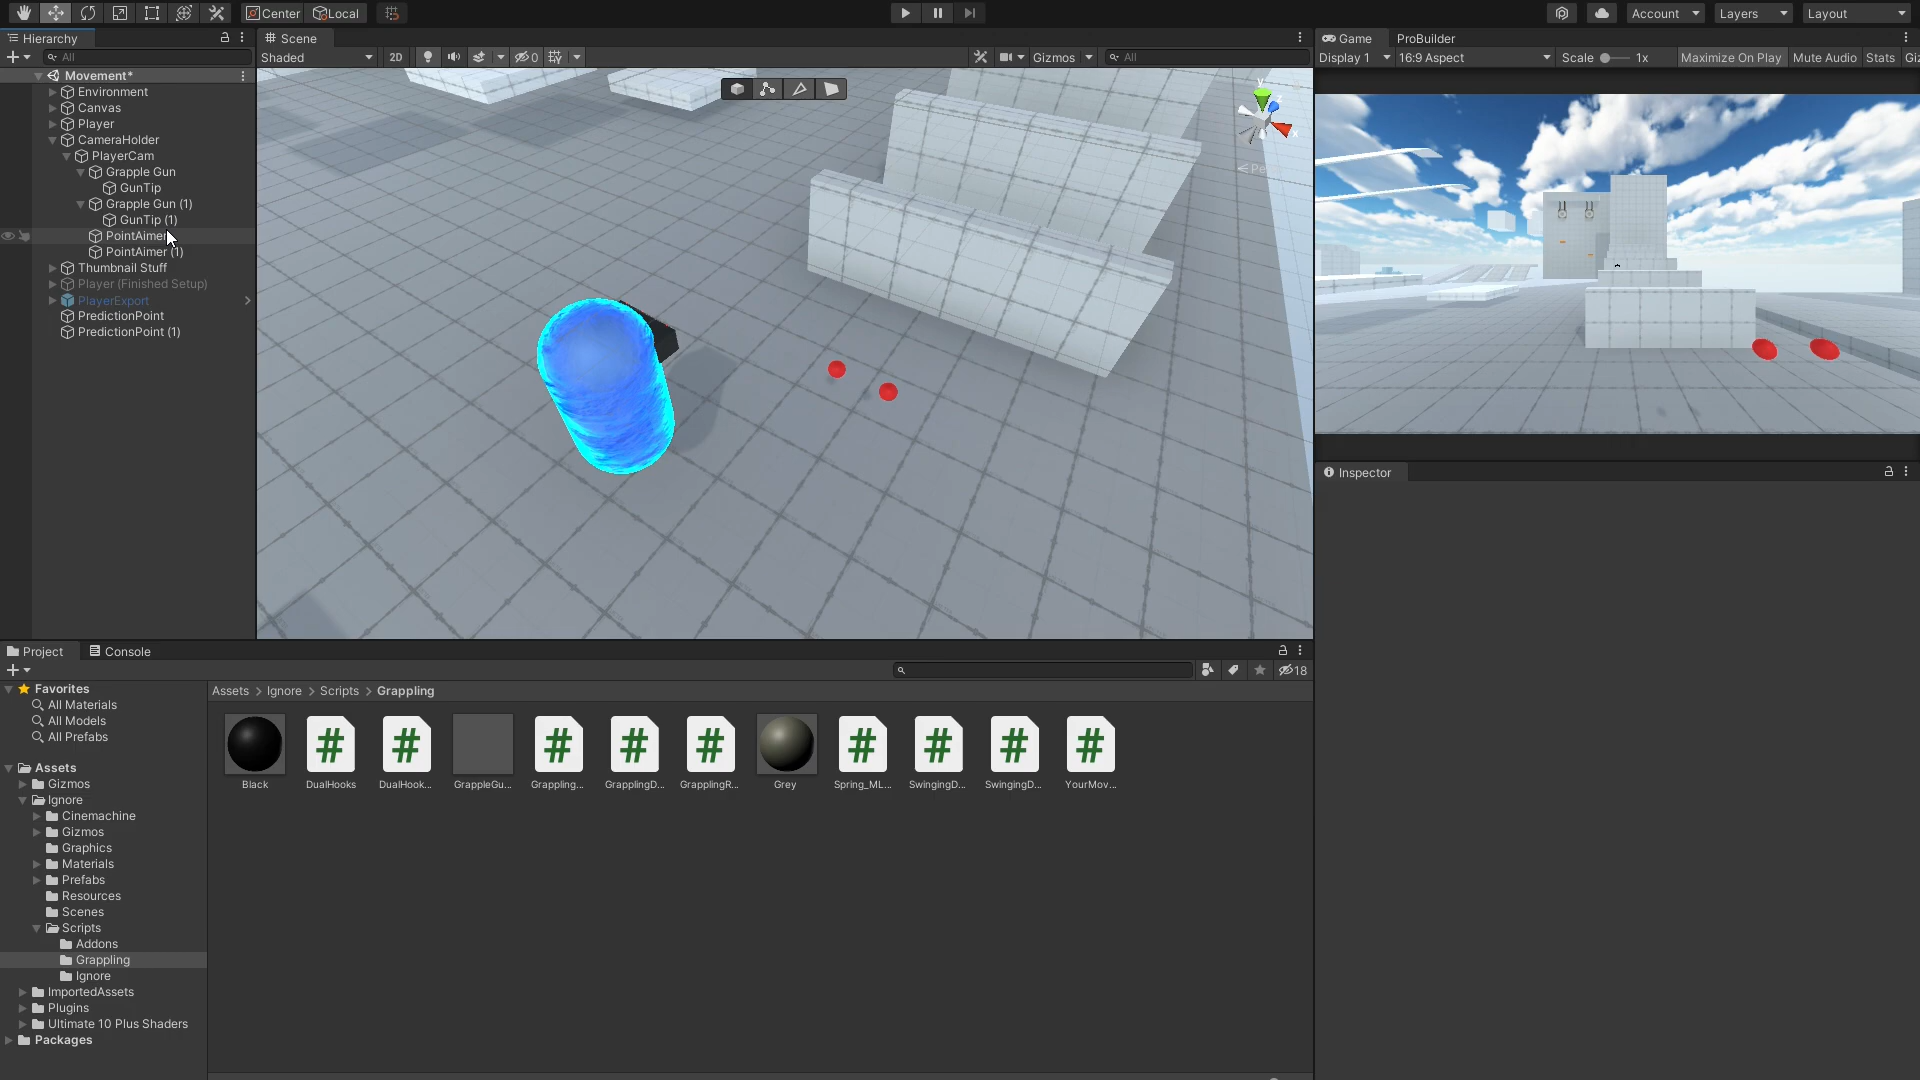 Center
Local
Account
Layers
Layout
Hierarchy
Scene
Game
ProBuilder
All
Shaded
2D
0
Gizmos
All
Display 1
16:9 Aspect
Scale
1x
Maximize On Play
Mute Audio
Stats
Giz
Movement*
Environment
Canvas
Player
CameraHolder
PlayerCam
Grapple Gun
GunTip
Grapple Gun (1)
GunTip (1)
PointAimer
PointAimer (1)
Thumbnail Stuff
Player (Finished Setup)
PlayerExport
PredictionPoint
PredictionPoint (1)
y
x
Inspector
Project
Console
18
Favorites
All Materials
All Models
All Prefabs
Assets
Gizmos
Ignore
Cinemachine
Gizmos
Graphics
Materials
Prefabs
Resources
Scenes
Scripts
Addons
Grappling
Ignore
ImportedAssets
Plugins
Ultimate 10 Plus Shaders
Packages
Assets > Ignore > Scripts > Grappling
# # # # # # # # #
Black
DualHooks
DualHook...
GrappleGu...
Grappling...
GrapplingD...
GrapplingR...
Grey
Spring_ML...
SwingingD...
SwingingD...
YourMov...